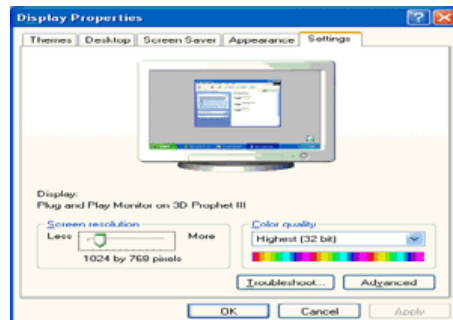 Display Properties
Themes Desktop Screen Saver Appearance Settings
Display:
Plug and Play Monitor on 3D Prophet III
Screen resolution
Less More
1024 by 768 pixels
Color quality
Highest (32 bit)
Troubleshoot... Advanced
OK Cancel Apply